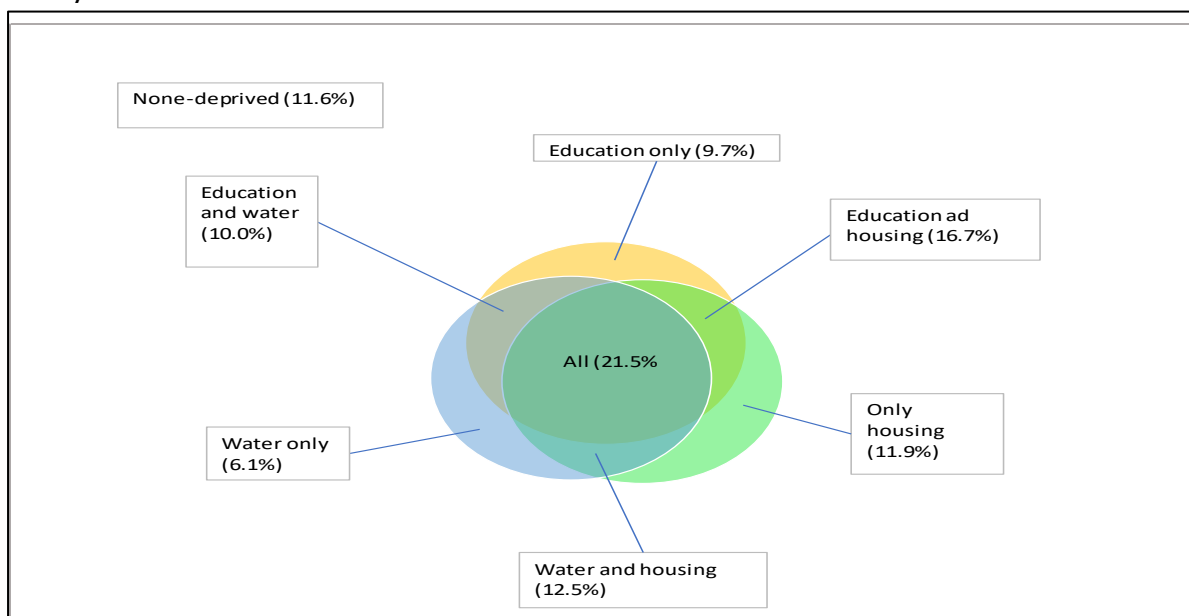 None-deprived (11.6%)
Education only (9.7%)
Education
and water
(10.0%)
Education ad
housing (16.7%)
All (21.5%
Only
housing
(11.9%)
Water only
(6.1%)
Water and housing
(12.5%)